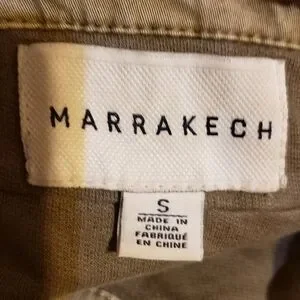 MARRAKECH
S
MADE IN
CHINA
FABRIQUÉ
EN CHINE